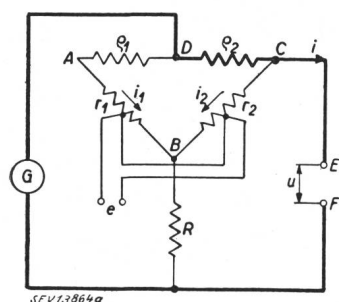 ϱ₁ D ϱ₂ C i
A
r₁ i₁ i₂ r₂
B
G
E
e u
F
R
SEV13864a